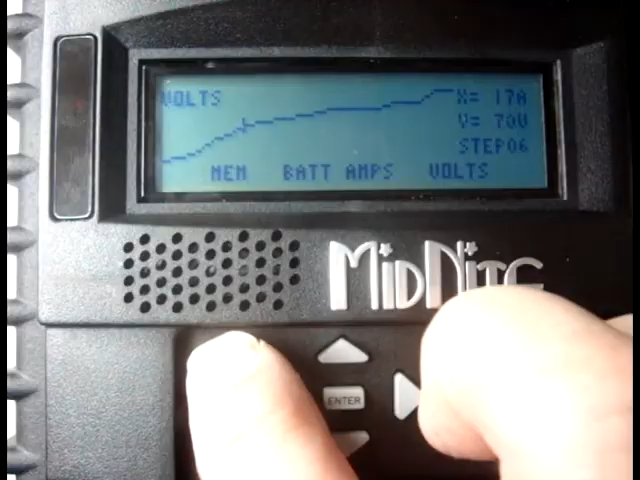 VOLTS X= 17A
Y= 70V
STEP06
MEM BATT AMPS VOLTS
MIDNITE
ENTER